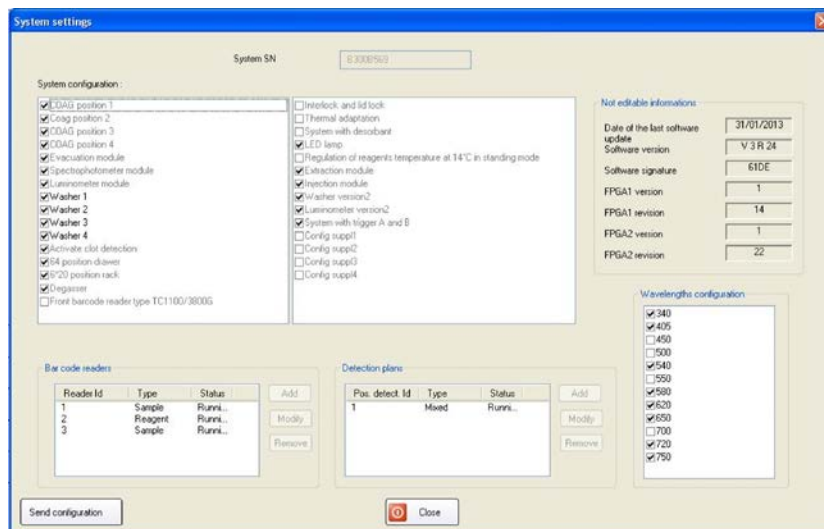 System settings
System SN
System configuration :
COAG position 1
Coag position 2
COAG position 3
COAG position 4
Evacuation module
Spectrophotometer module
Luminometer module
Washer 1
Washer 2
Washer 3
Washer 4
Activate clot detection
64 position drawer
6*20 position rack
Degasser
Front barcode reader type TC1100/3800G
Interlock and lid lock
Thermal adaptation
System with desorbant
LED lamp
Regulation of reagents temperature at 14°C in standing mode
Extraction module
Injection module
Washer version2
Luminometer version2
System with trigger A and B
Config suppl1
Config suppl2
Config suppl3
Config suppl4
Not editable informations
Date of the last software update 31/01/2013
Software version V 3 R 24
Software signature 61DE
FPGA1 version 1
FPGA1 revision 14
FPGA2 version 1
FPGA2 revision 22
Wavelengths configuration
340
405
450
500
540
550
580
620
650
700
720
750
Bar code readers
Reader Id Type Status
1 Sample Runni...
2 Reagent Runni...
3 Sample Runni...
Add
Modify
Remove
Detection plans
Pos. detect. Id Type Status
1 Mixed Runni...
Add
Modify
Remove
Send configuration
Close